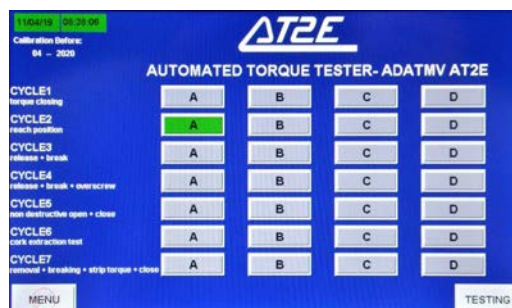 11/04/19 08:38:06
AT2E
Calibration Before:
04 - 2020
AUTOMATED TORQUE TESTER- ADATMV AT2E
CYCLE1 A B C D
torque closing
CYCLE2 A B C D
reach position
CYCLE3 A B C D
release + break
CYCLE4 A B C D
release + break + overscrew
CYCLE5 A B C D
non destructive open + close
CYCLE6 A B C D
cork extraction test
CYCLE7 A B C D
removal + breaking + strip torque + close
MENU TESTING